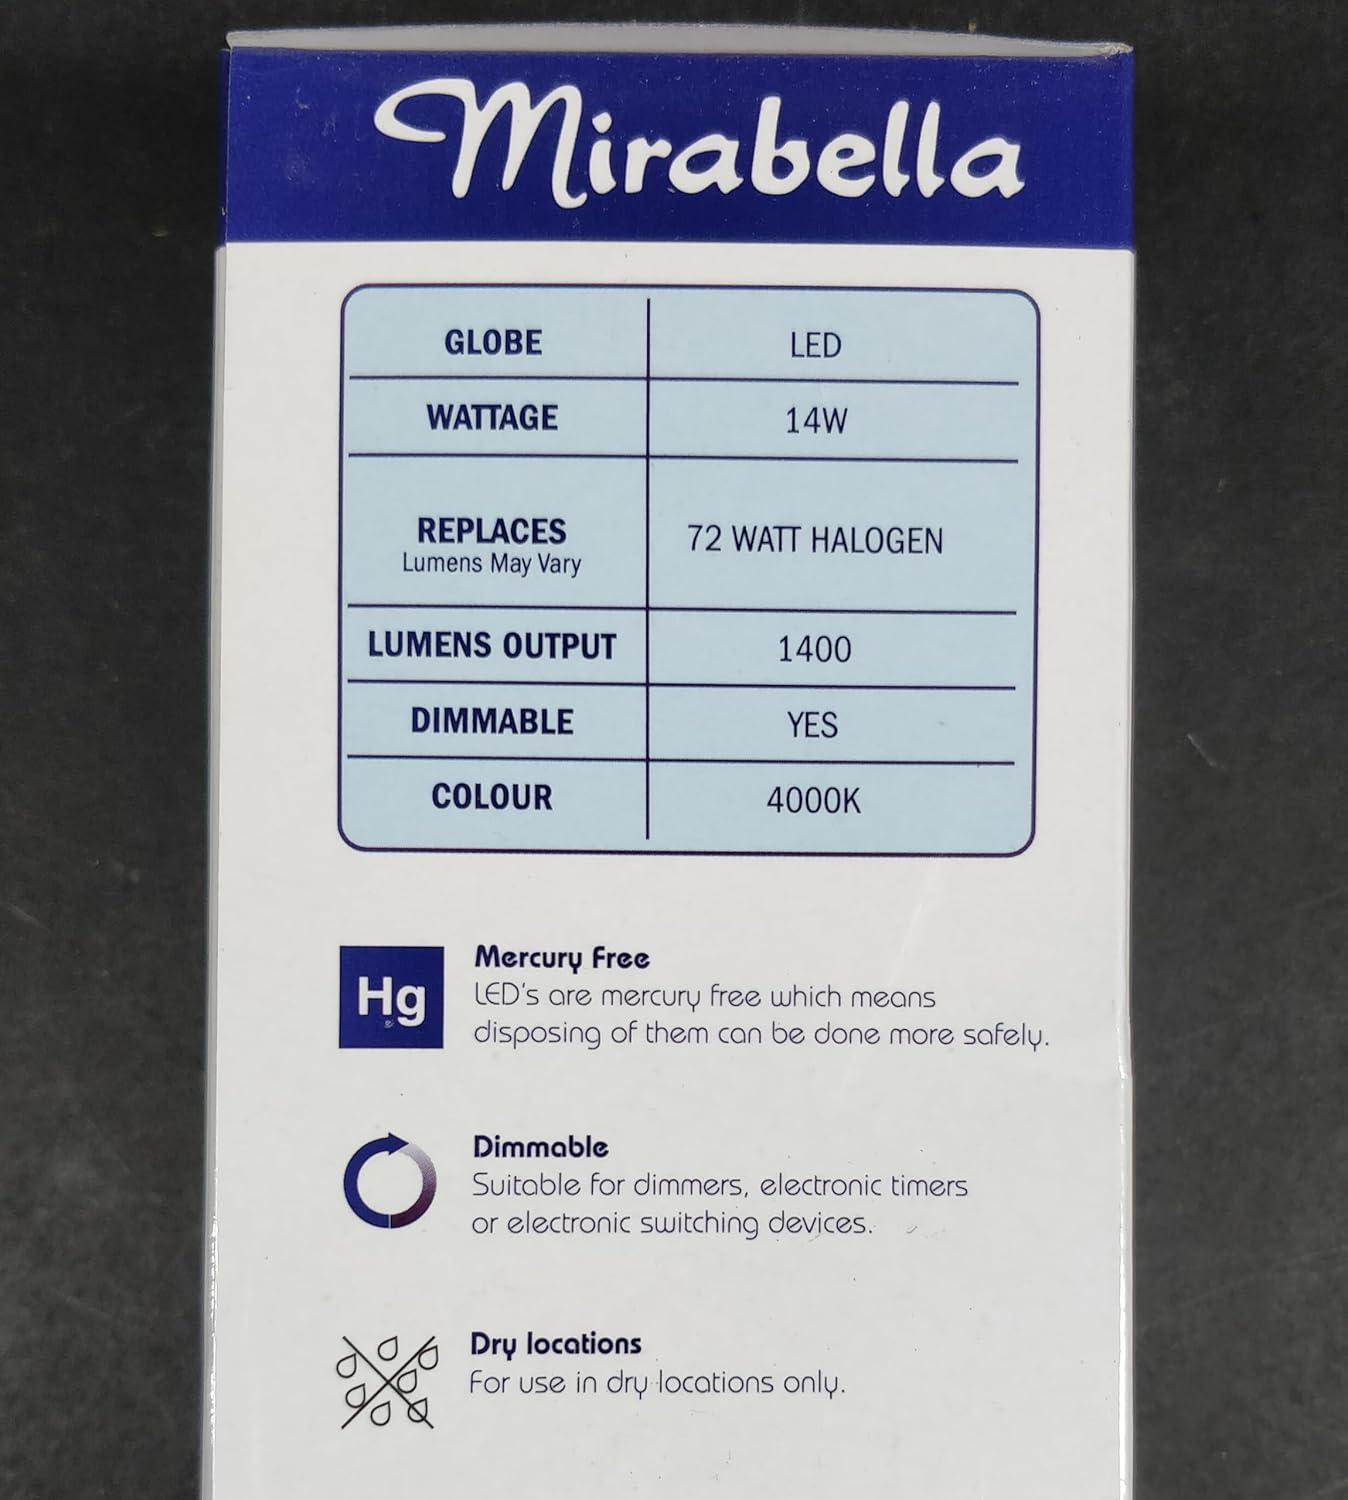 Mirabella
GLOBE LED
WATTAGE 14W
REPLACES 72 WATT HALOGEN
Lumens May Vary
LUMENS OUTPUT 1400
DIMMABLE YES
COLOUR 4000K
Hg
Mercury Free
LED's are mercury free which means
disposing of them can be done more safely.
Dimmable
Suitable for dimmers, electronic timers
or electronic switching devices.
Dry locations
For use in dry locations only.